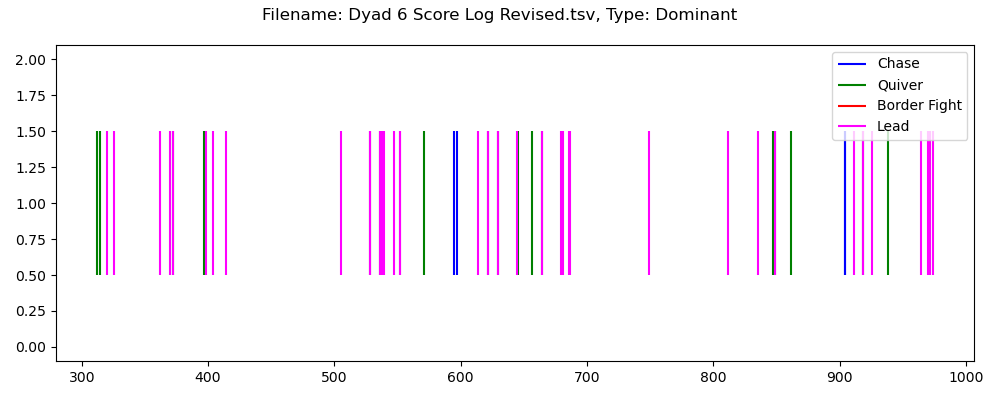 Filename: Dyad 6 Score Log Revised.tsv, Type: Dominant
2.00
1.75
1.50
1.25
1.00
0.75
0.50
0.25
0.00
Chase
Quiver
Border Fight
Lead
300 400 500 600 700 800 900 1000